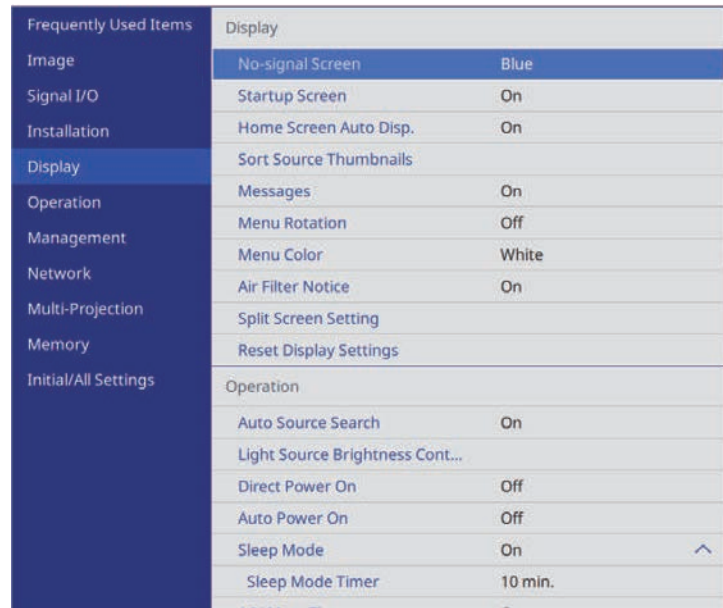 Frequently Used Items
Image
Signal I/O
Installation
Display
Operation
Management
Network
Multi-Projection
Memory
Initial/All Settings
Display
No-signal Screen Blue
Startup Screen On
Home Screen Auto Disp. On
Sort Source Thumbnails
Messages On
Menu Rotation Off
Menu Color White
Air Filter Notice On
Split Screen Setting
Reset Display Settings
Operation
Auto Source Search On
Light Source Brightness Cont...
Direct Power On Off
Auto Power On Off
Sleep Mode On
Sleep Mode Timer 10 min.